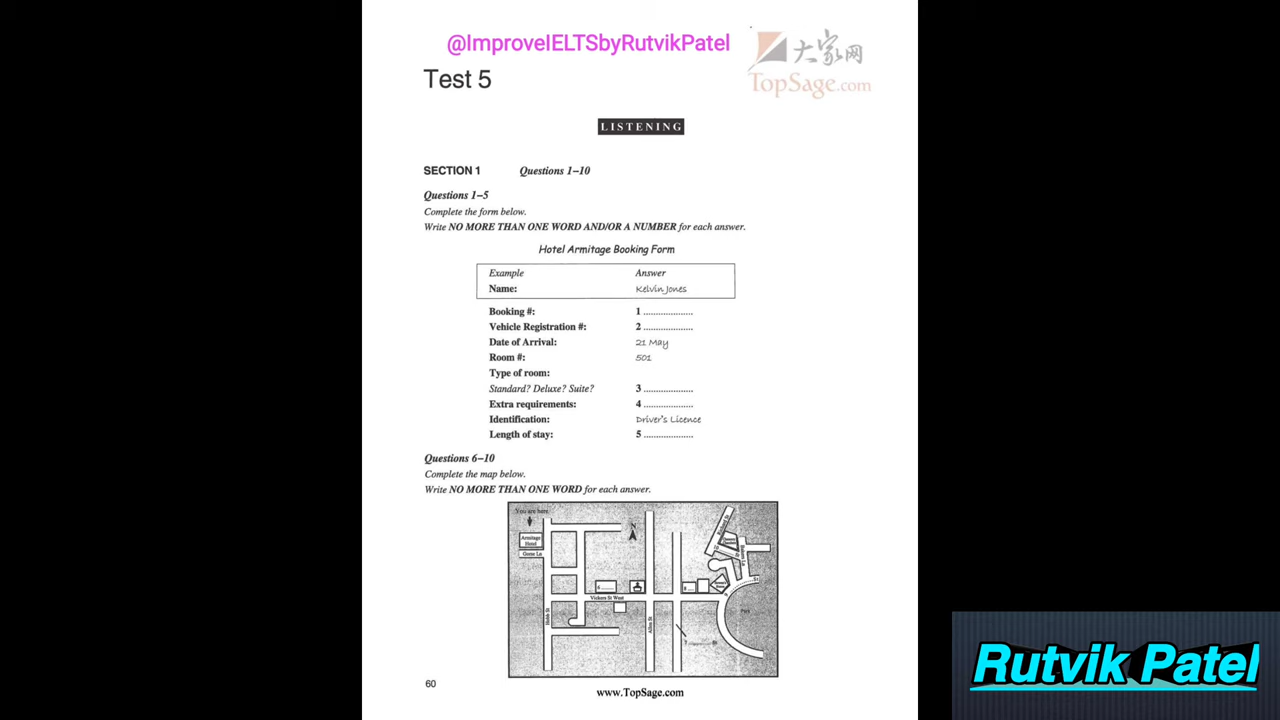 @ImproveIELTSbyRutvikPatel
大家网
TopSage.com
Test 5
LISTENING
SECTION 1 Questions 1–10
Questions 1–5
Complete the form below.
Write NO MORE THAN ONE WORD AND/OR A NUMBER for each answer.
Hotel Armitage Booking Form
Example Answer
Name: Kelvin Jones
Booking #: 1 ....................
Vehicle Registration #: 2 ....................
Date of Arrival: 21 May
Room #: 501
Type of room:
Standard? Deluxe? Suite? 3 ....................
Extra requirements: 4 ....................
Identification: Driver's Licence
Length of stay: 5 ....................
Questions 6–10
Complete the map below.
Write NO MORE THAN ONE WORD for each answer.
You are here
N
Armitage
Hotel
Vickers St West
Allen St
Park
60
www.TopSage.com
Rutvik Patel